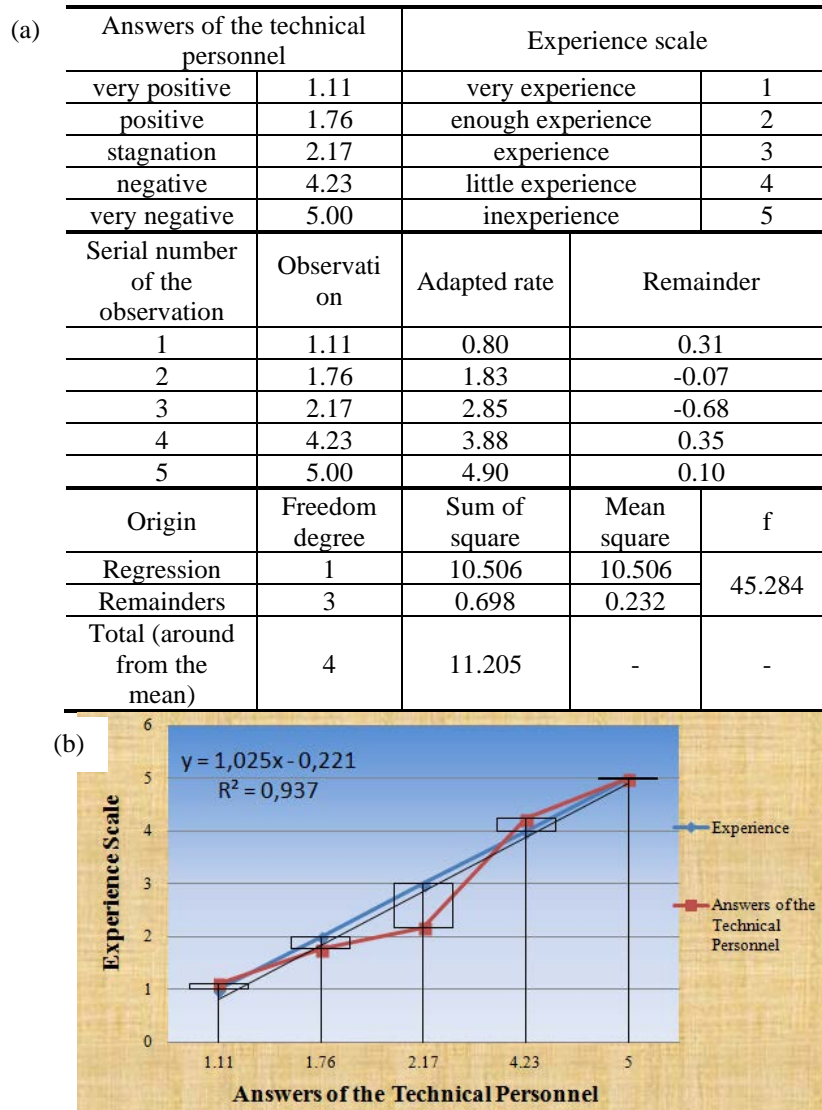 (a)
Answers of the technical personnel Experience scale
very positive 1.11 very experience 1
positive 1.76 enough experience 2
stagnation 2.17 experience 3
negative 4.23 little experience 4
very negative 5.00 inexperience 5
Serial number of the observation Observati on Adapted rate Remainder
1 1.11 0.80 0.31
2 1.76 1.83 -0.07
3 2.17 2.85 -0.68
4 4.23 3.88 0.35
5 5.00 4.90 0.10
Origin Freedom degree Sum of square Mean square f
Regression 1 10.506 10.506 45.284
Remainders 3 0.698 0.232
Total (around from the mean) 4 11.205 - -
(b)
y = 1,025x - 0,221
R² = 0,937
Experience Scale
6
5
4
3
2
1
0
1.11 1.76 2.17 4.23 5
Answers of the Technical Personnel
Experience
Answers of the
Technical
Personnel